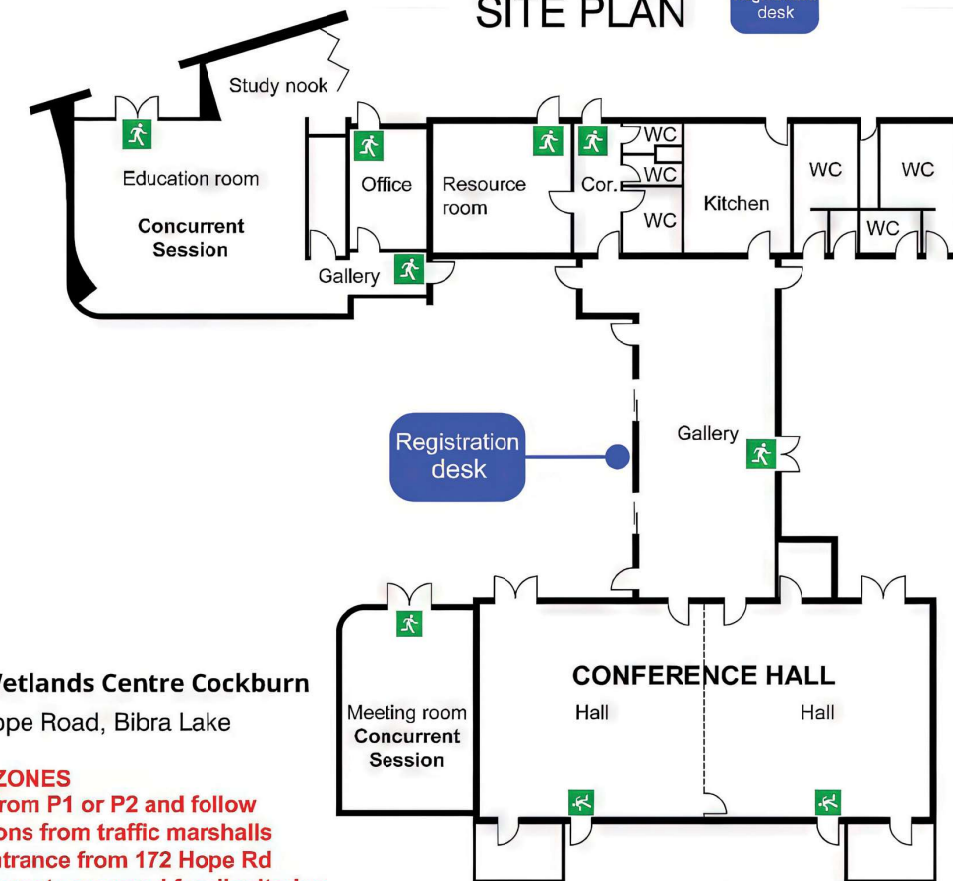 SITE PLAN
desk
Study nook
Education room
Concurrent
Session
Office
Resource
room
Cor.
WC
WC
WC
Kitchen
WC
WC
WC
Gallery
Gallery
Registration
desk
CONFERENCE HALL
Hall
Hall
Meeting room
Concurrent
Session
Wetlands Centre Cockburn
ope Road, Bibra Lake
ZONES
rom P1 or P2 and follow
ons from traffic marshalls
ntrance from 172 Hope Rd